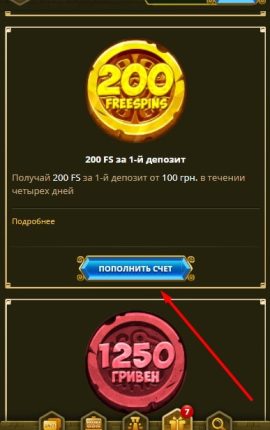 200
FREESPINS
200 FS за 1-й депозит
Получай 200 FS за 1-й депозит от 100 грн. в течении
четырех дней
Подробнее
ПОПОЛНИТЬ СЧЕТ
1250
ГРИВЕН
7